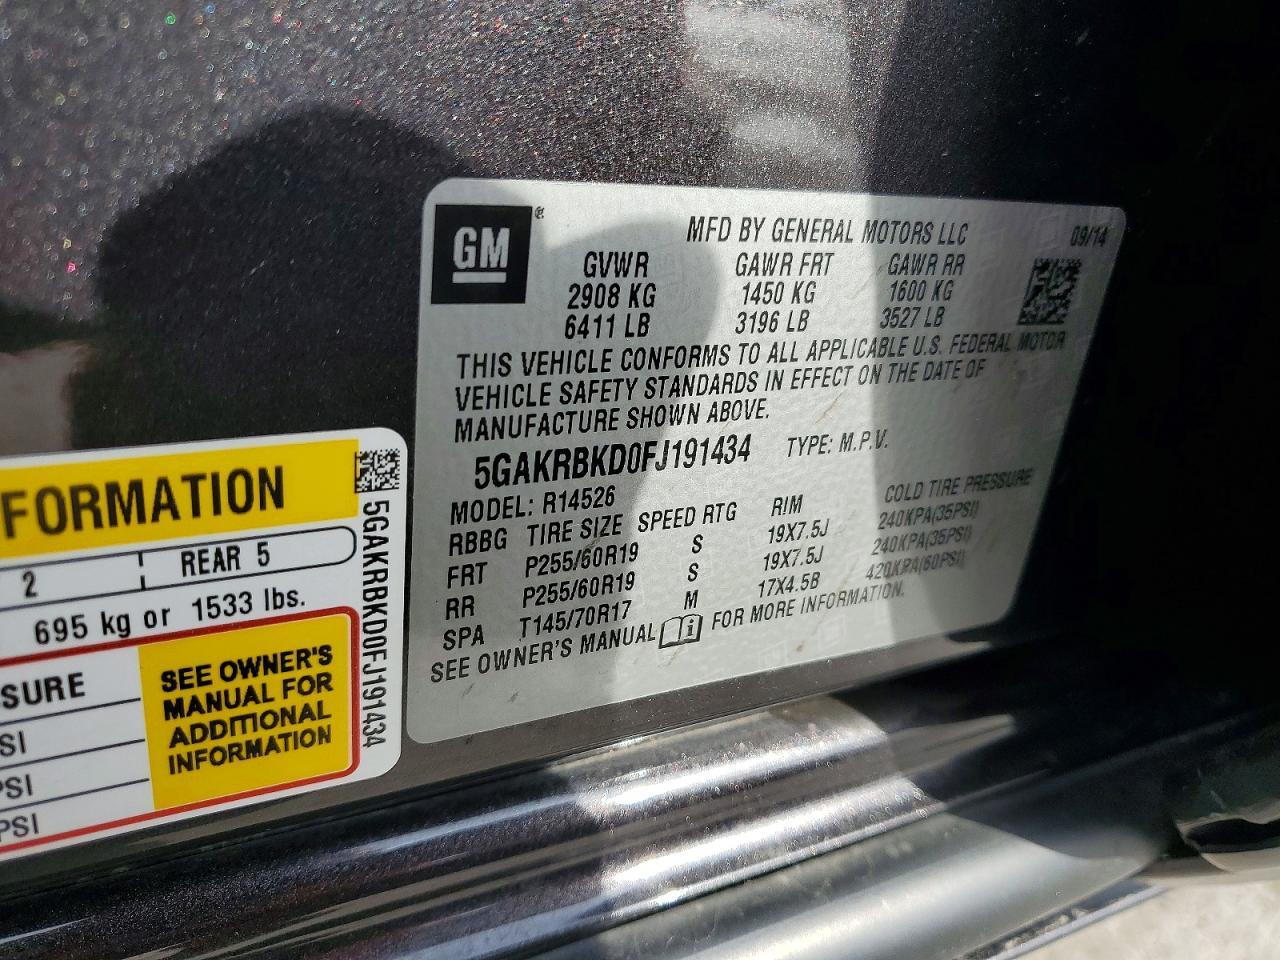 GM
MFD BY GENERAL MOTORS LLC 09/14
GVWR GAWR FRT GAWR RR
2908 KG 1450 KG 1600 KG
6411 LB 3196 LB 3527 LB
THIS VEHICLE CONFORMS TO ALL APPLICABLE U.S. FEDERAL MOTOR
VEHICLE SAFETY STANDARDS IN EFFECT ON THE DATE OF
MANUFACTURE SHOWN ABOVE.
5GAKRBKD0FJ191434 TYPE: M.P.V.
MODEL: R14526
RBBG TIRE SIZE SPEED RTG RIM COLD TIRE PRESSURE
FRT P255/60R19 S 19X7.5J 240KPA(35PSI)
RR P255/60R19 S 19X7.5J 240KPA(35PSI)
SPA T145/70R17 M 17X4.5B 420KPA(60PSI)
SEE OWNER'S MANUAL FOR MORE INFORMATION.
FORMATION
2 REAR 5
695 kg or 1533 lbs.
SURE
SI
PSI
PSI
SEE OWNER'S
MANUAL FOR
ADDITIONAL
INFORMATION
5GAKRBKD0FJ191434